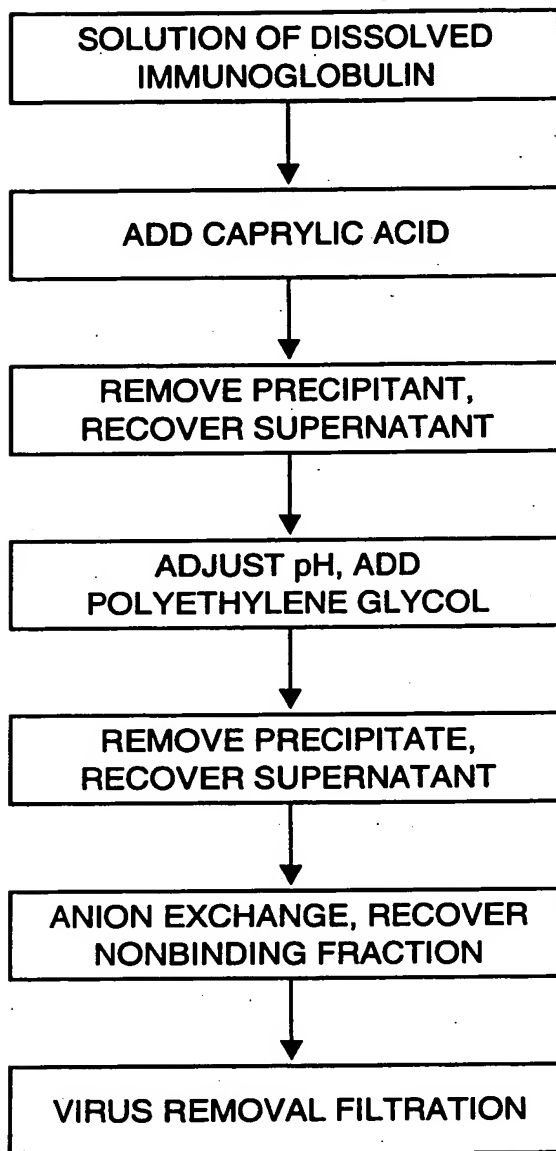 SOLUTION OF DISSOLVED
IMMUNOGLOBULIN
ADD CAPRYLIC ACID
REMOVE PRECIPITANT,
RECOVER SUPERNATANT
ADJUST pH, ADD
POLYETHYLENE GLYCOL
REMOVE PRECIPITATE,
RECOVER SUPERNATANT
ANION EXCHANGE, RECOVER
NONBINDING FRACTION
VIRUS REMOVAL FILTRATION